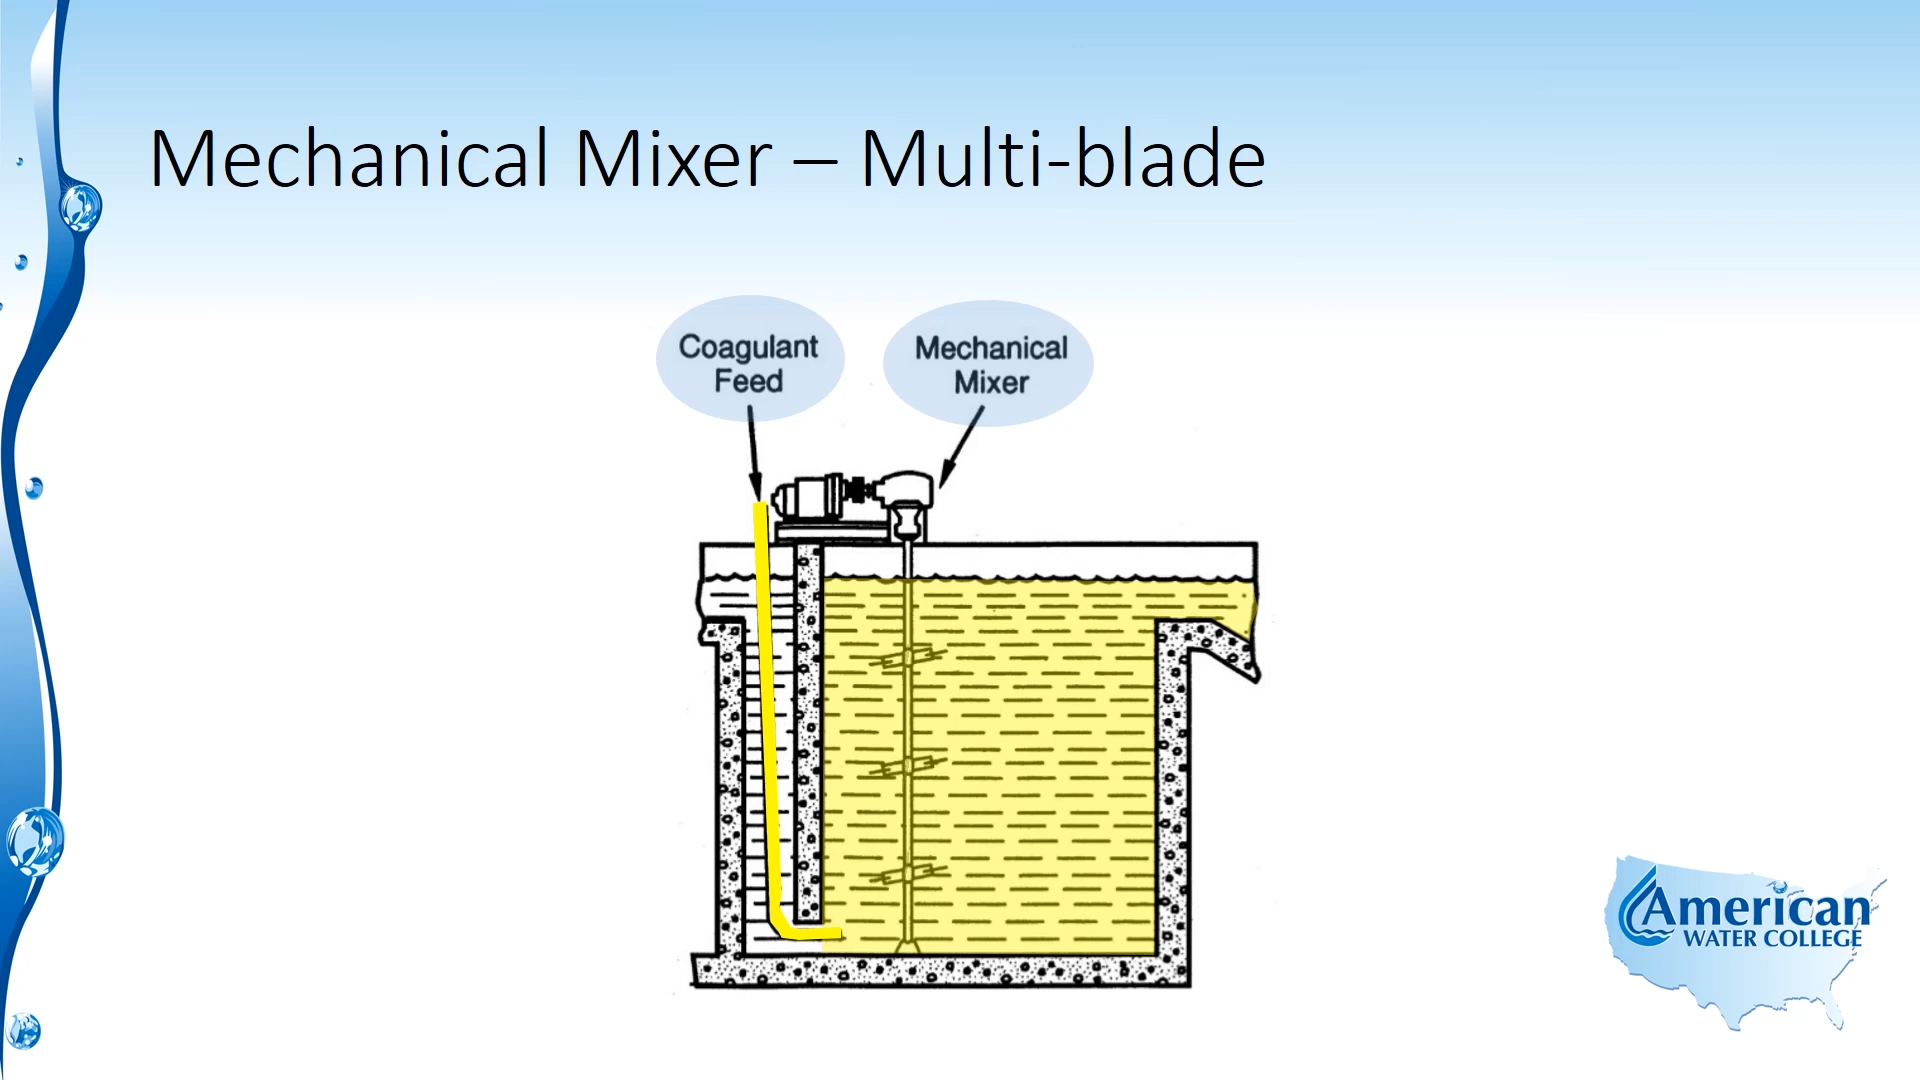 Mechanical Mixer – Multi-blade
Coagulant
Feed
Mechanical
Mixer
American
WATER COLLEGE